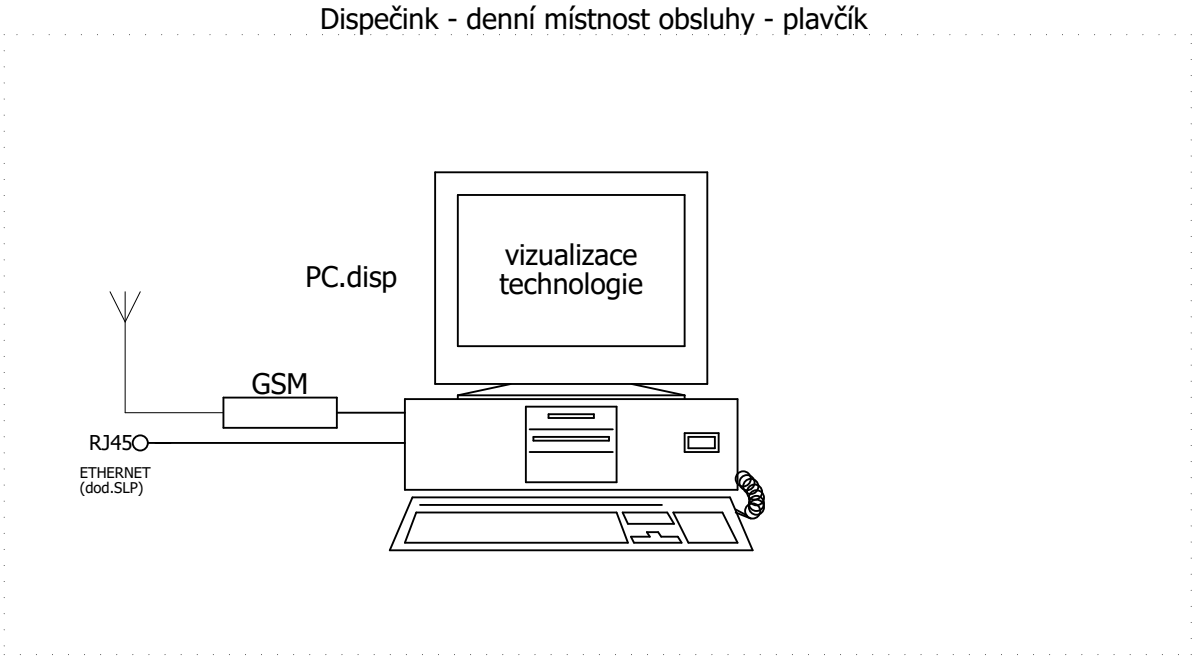 Dispečink - denní místnost obsluhy - plavčík
vizualizace
technologie
PC.disp
GSM
RJ45
ETHERNET
(dod.SLP)